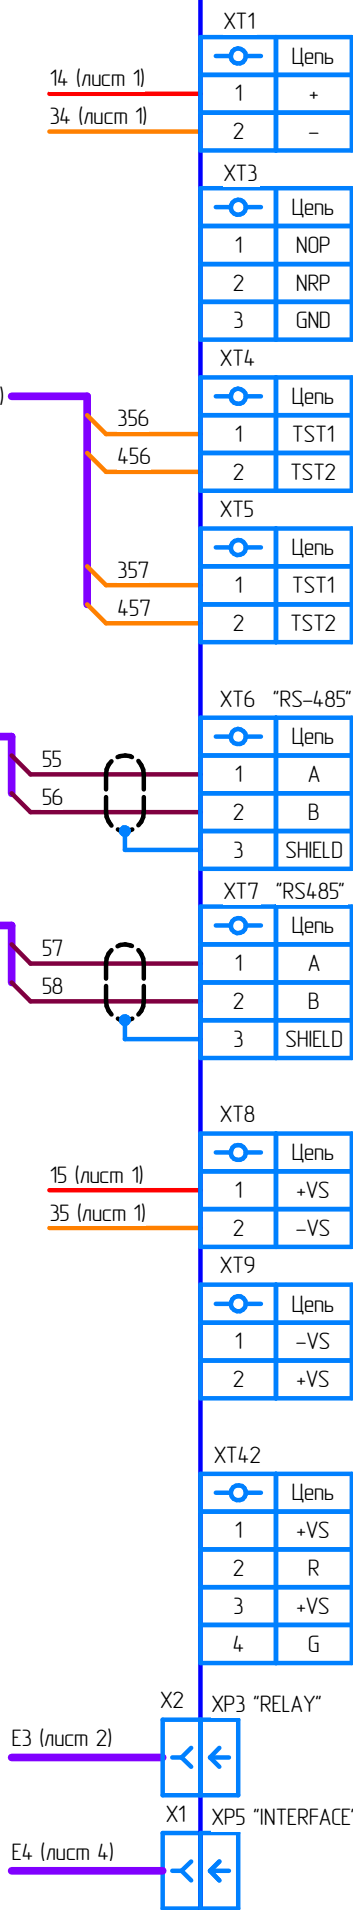 XT1
Цепь
14 (лист 1) 1 +
34 (лист 1) 2 –
XT3
Цепь
1 NOP
2 NRP
3 GND
XT4
)
Цепь
356 1 TST1
456 2 TST2
XT5
Цепь
357 1 TST1
457 2 TST2
XT6 "RS-485"
Цепь
55 1 A
56 2 B
3 SHIELD
XT7 "RS485"
Цепь
57 1 A
58 2 B
3 SHIELD
XT8
Цепь
15 (лист 1) 1 +VS
35 (лист 1) 2 –VS
XT9
Цепь
1 –VS
2 +VS
XT42
Цепь
1 +VS
2 R
3 +VS
4 G
X2 XP3 "RELAY"
E3 (лист 2)
X1 XP5 "INTERFACE"
E4 (лист 4)